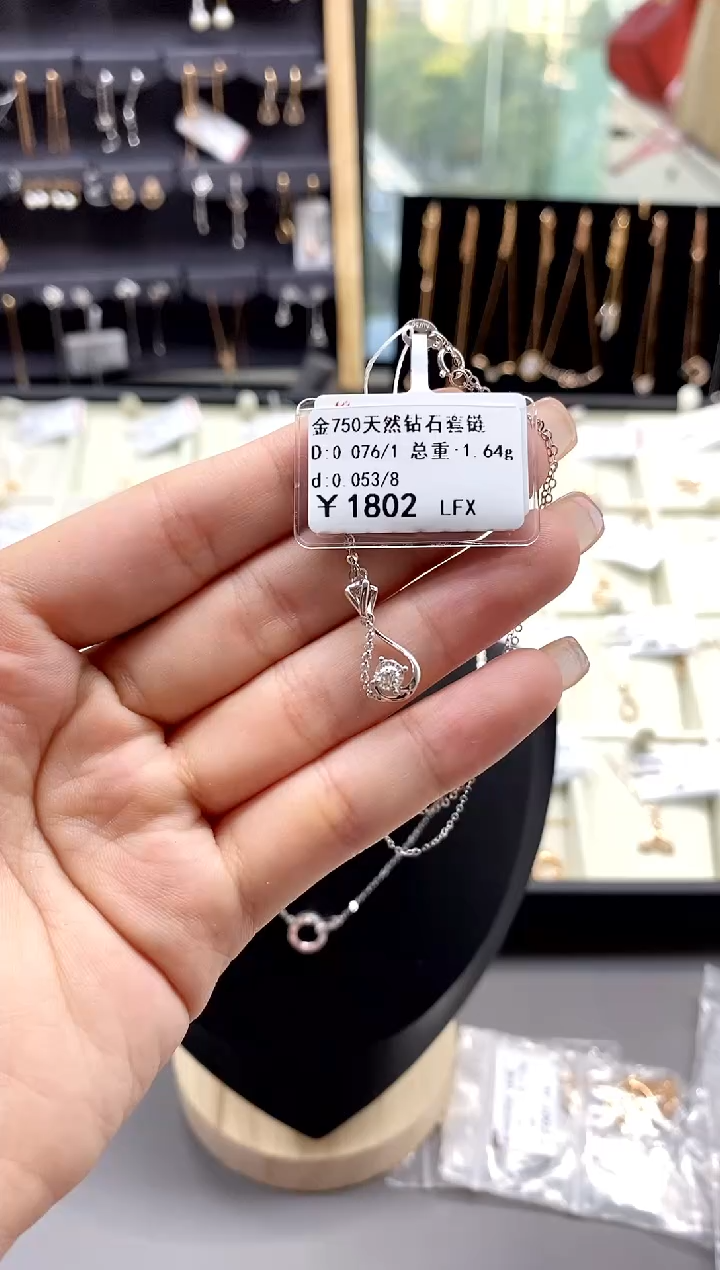 金750天然钻石套链
D:0.076/1 总重:1.64g
d:0.053/8
￥1802 LFX